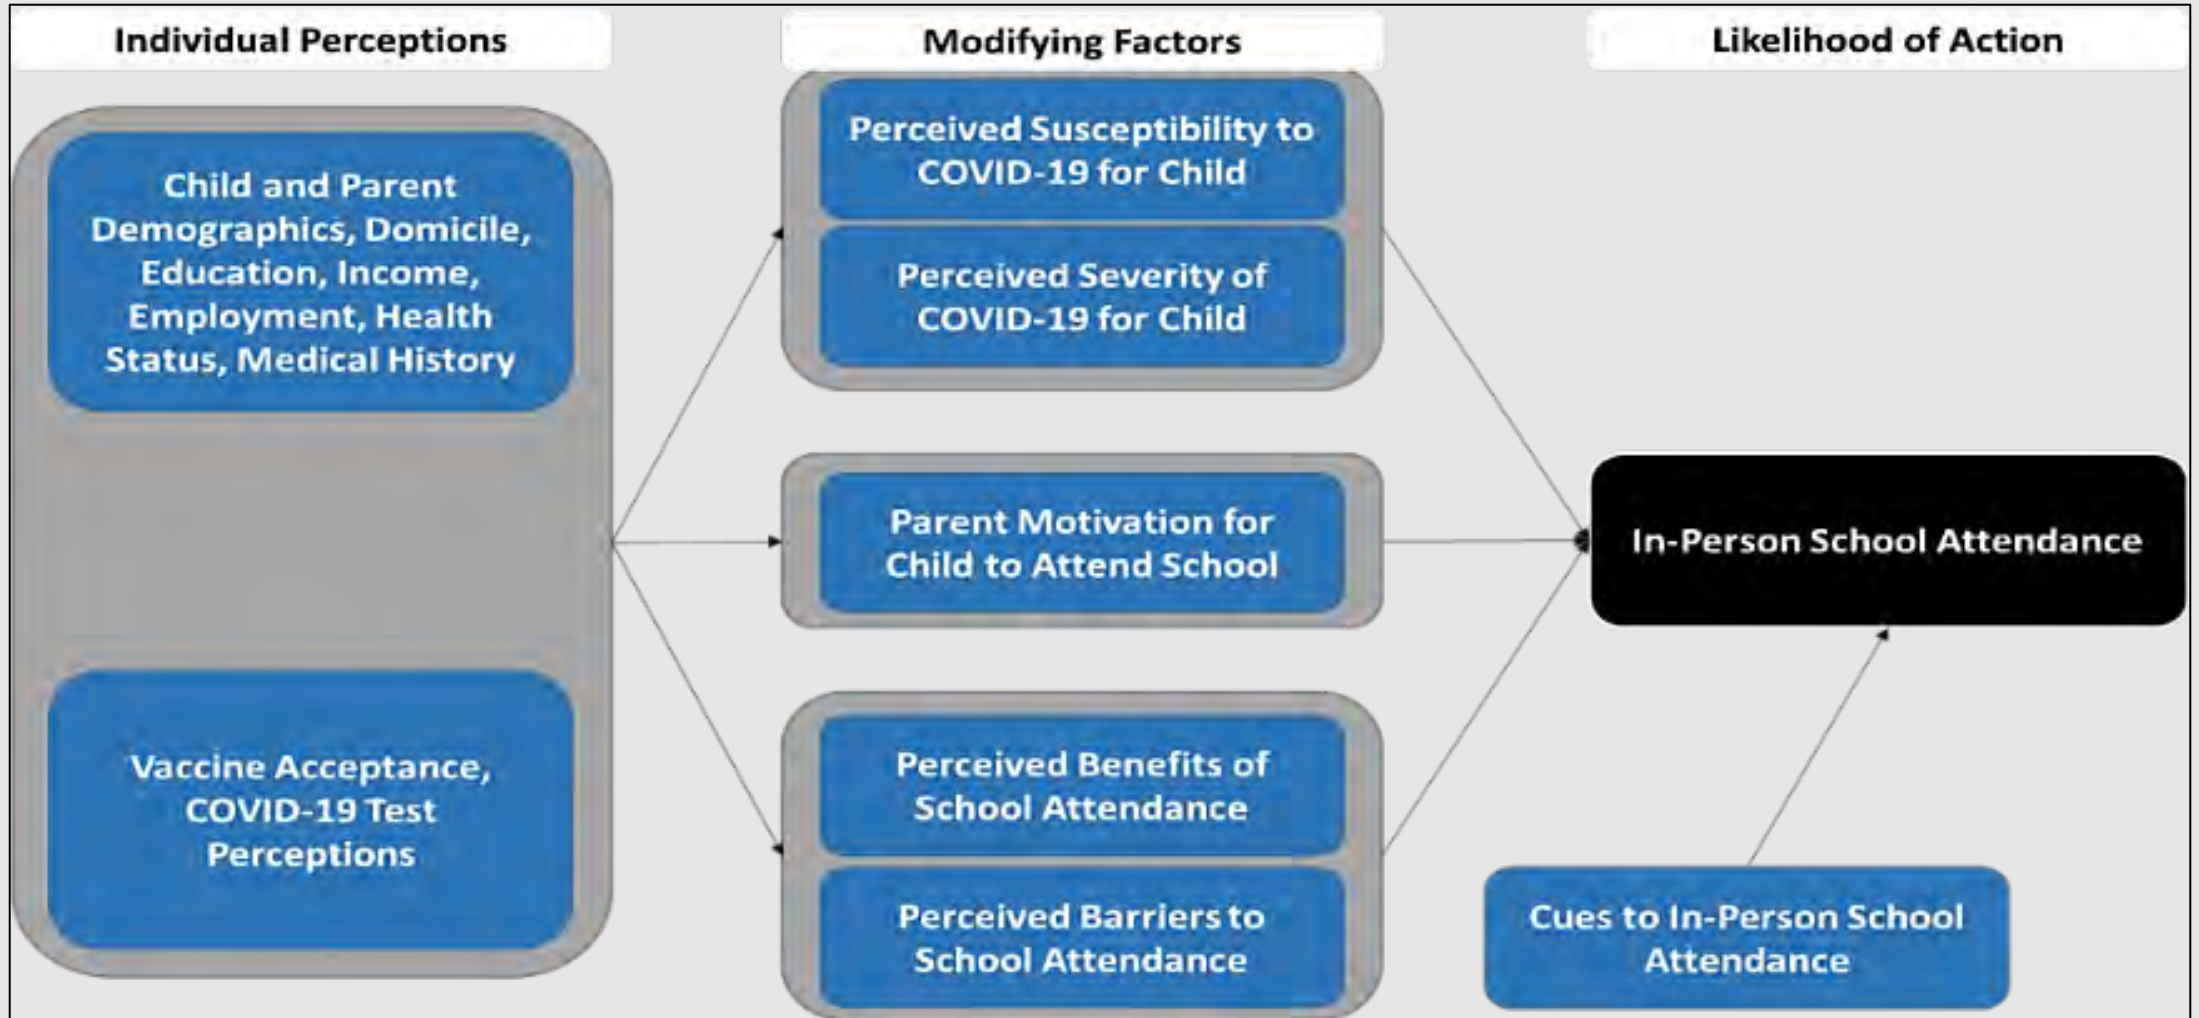 Individual Perceptions
Modifying Factors
Likelihood of Action
Child and Parent
Demographics, Domicile,
Education, Income,
Employment, Health
Status, Medical History
Vaccine Acceptance,
COVID-19 Test
Perceptions
Perceived Susceptibility to
COVID-19 for Child
Perceived Severity of
COVID-19 for Child
Parent Motivation for
Child to Attend School
Perceived Benefits of
School Attendance
Perceived Barriers to
School Attendance
In-Person School Attendance
Cues to In-Person School
Attendance